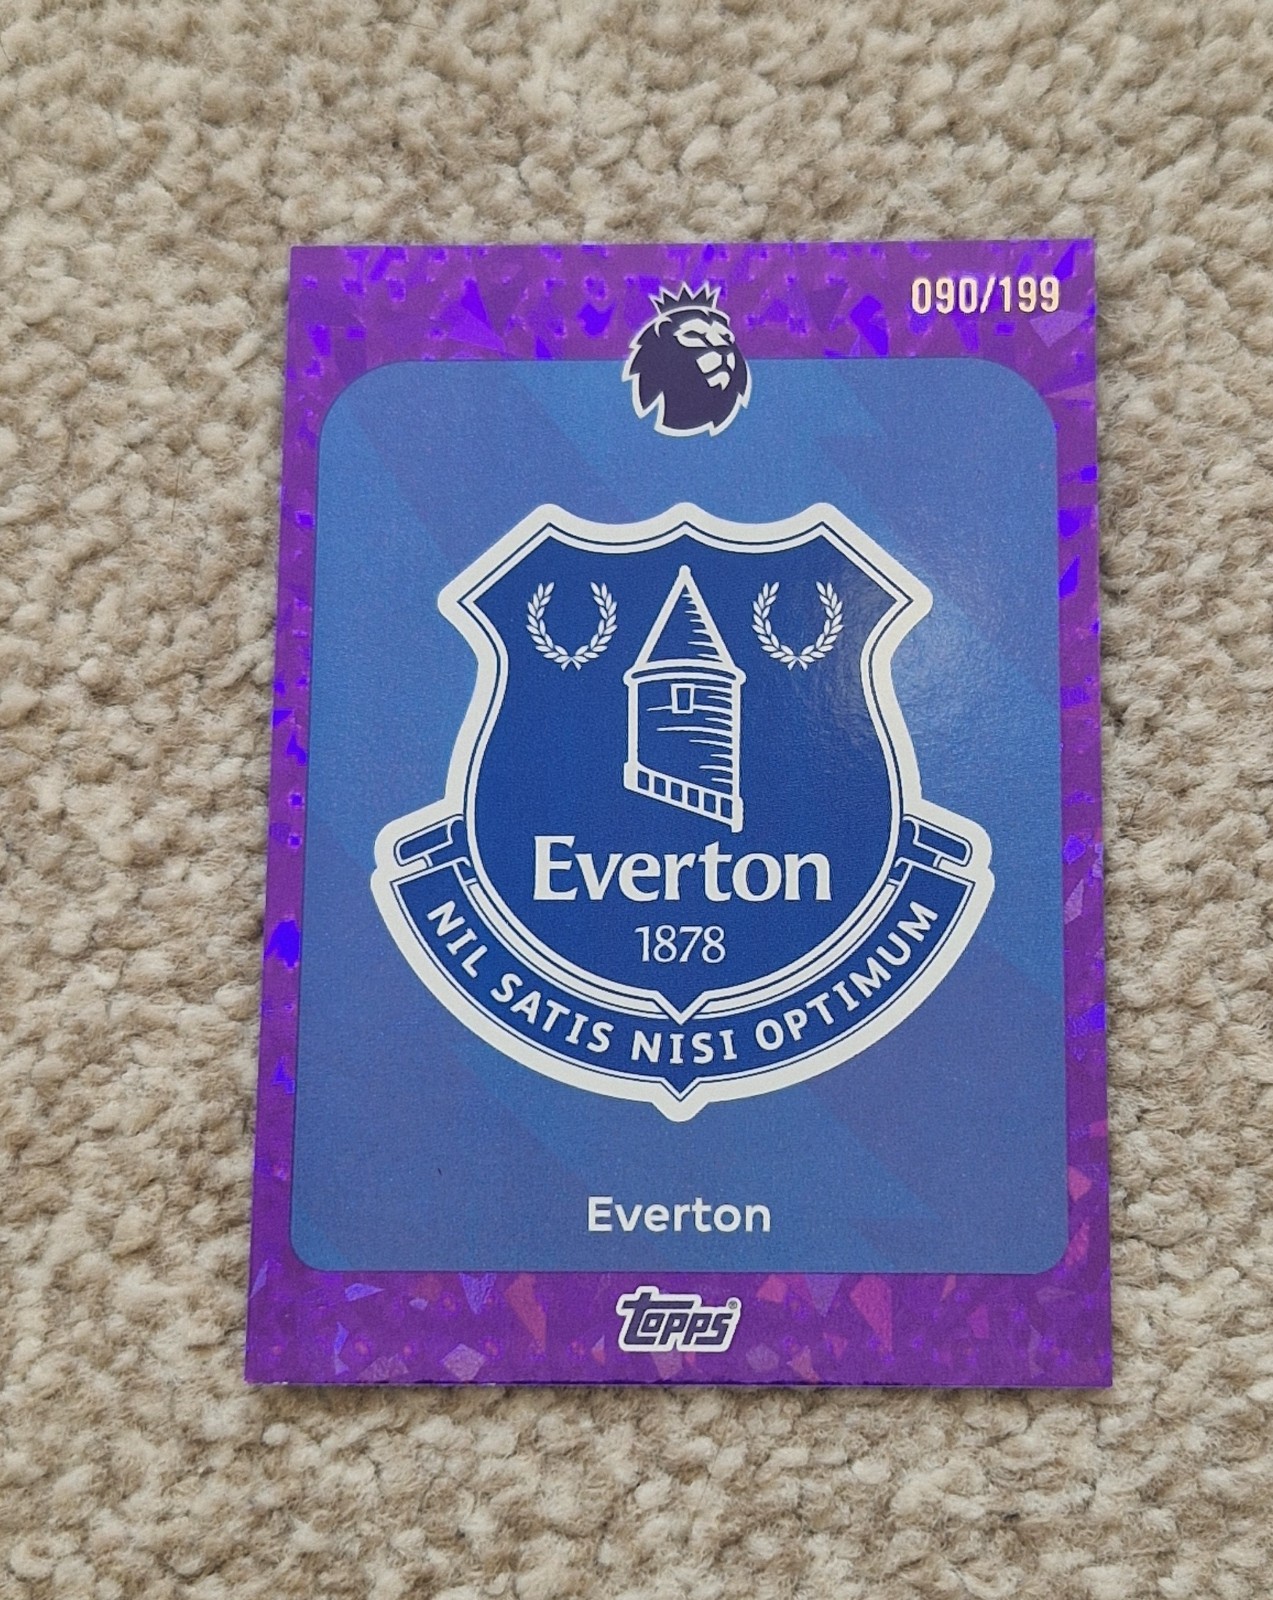 090/199
Everton
1878
NIL SATIS NISI OPTIMUM
Everton
topps®